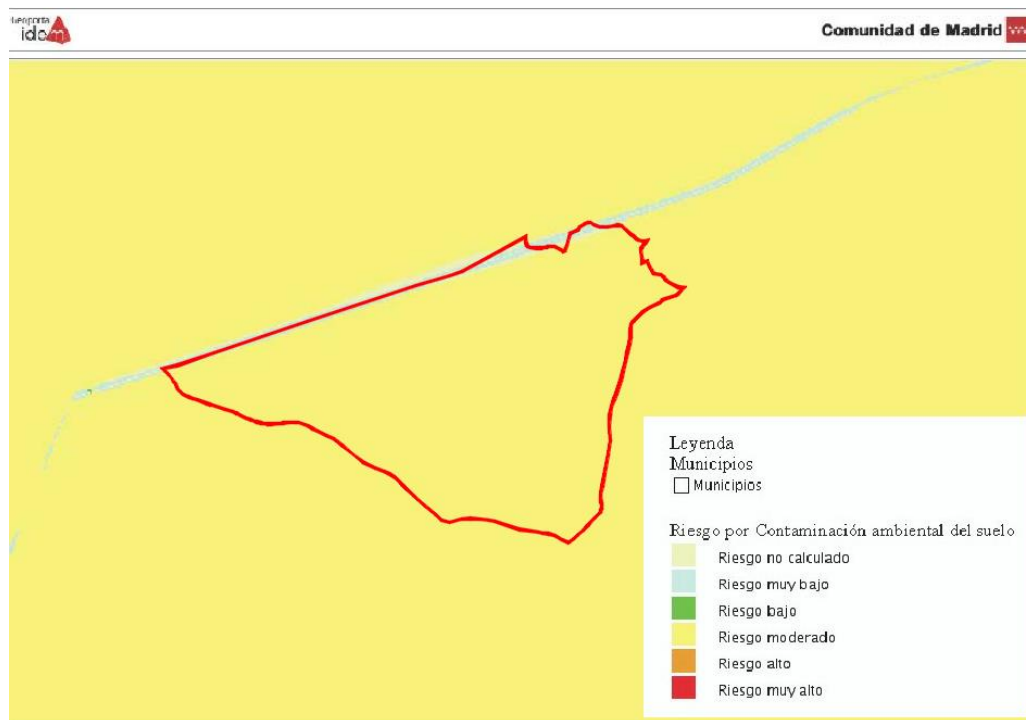 idem
Comunidad de Madrid
Leyenda
Municipios
Municipios
Riesgo por Contaminación ambiental del suelo
Riesgo no calculado
Riesgo muy bajo
Riesgo bajo
Riesgo moderado
Riesgo alto
Riesgo muy alto